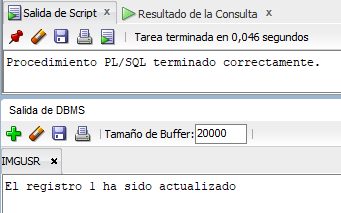 Salida de Script x Resultado de la Consulta x
Tarea terminada en 0,046 segundos
Procedimiento PL/SQL terminado correctamente.
Salida de DBMS
Tamaño de Buffer: 20000
IMGUSR x
El registro 1 ha sido actualizado